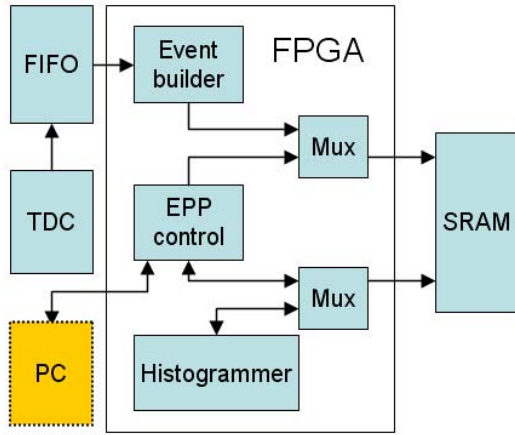 FIFO
Event
builder
FPGA
Mux
TDC
EPP
control
SRAM
Mux
PC
Histogrammer